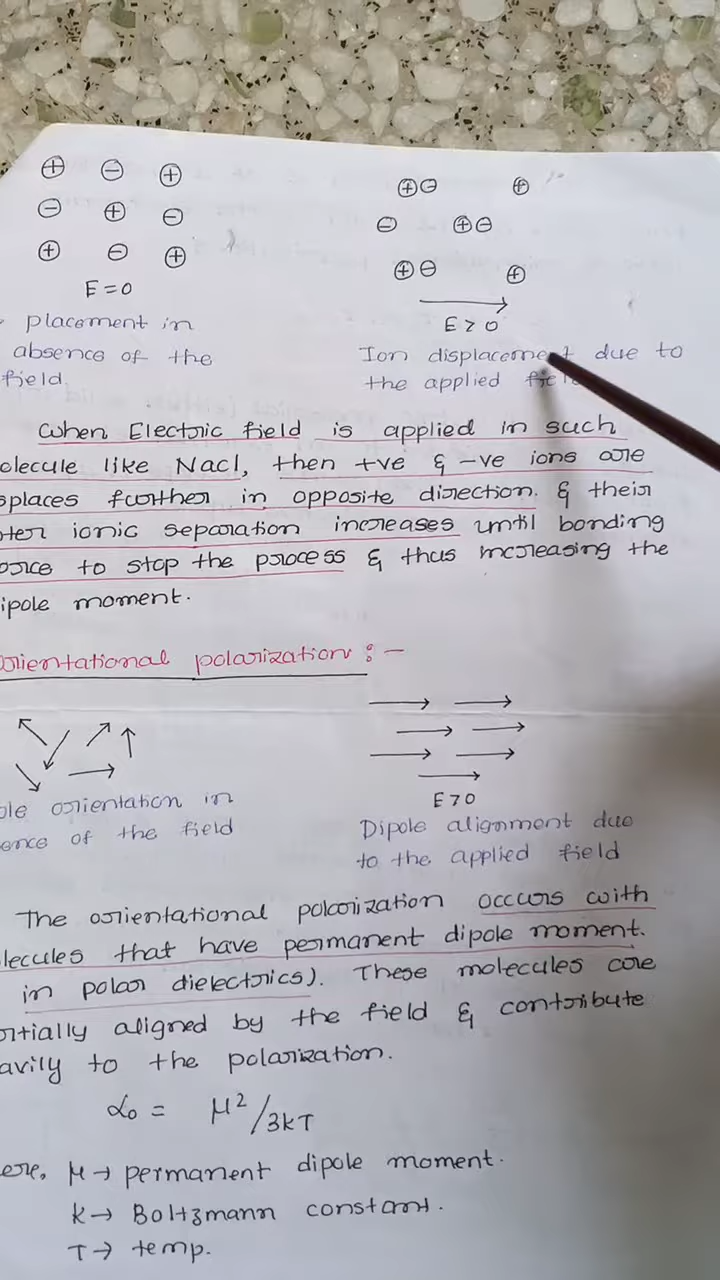 ⊕ ⊖ ⊕
⊖ ⊕ ⊖
⊕ ⊖ ⊕
E=0
placement in
absence of the
field.
⊕⊖ ⊕
⊖ ⊕⊖
⊕⊖ ⊕
E>0
Ion displacement due to
the applied
When Electric field is applied in such
olecule like Nacl, then +ve & -ve ions are
splaces further in opposite direction. & their
ter ionic separation increases until bonding
orce to stop the process & thus increasing the
ipole moment.
orientational polarization :-
ole orientation in
ence of the field
E>0
Dipole alignment due
to the applied field
The orientational polarization occurs with
lecules that have permanent dipole moment.
in polar dielectrics). These molecules are
rtially aligned by the field & contribute
avily to the polarization.
αo = μ²/3kT
ere, μ → permanent dipole moment.
k → Boltzmann constant.
T → temp.